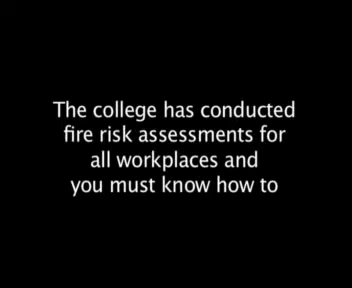 The college has conducted
fire risk assessments for
all workplaces and
you must know how to